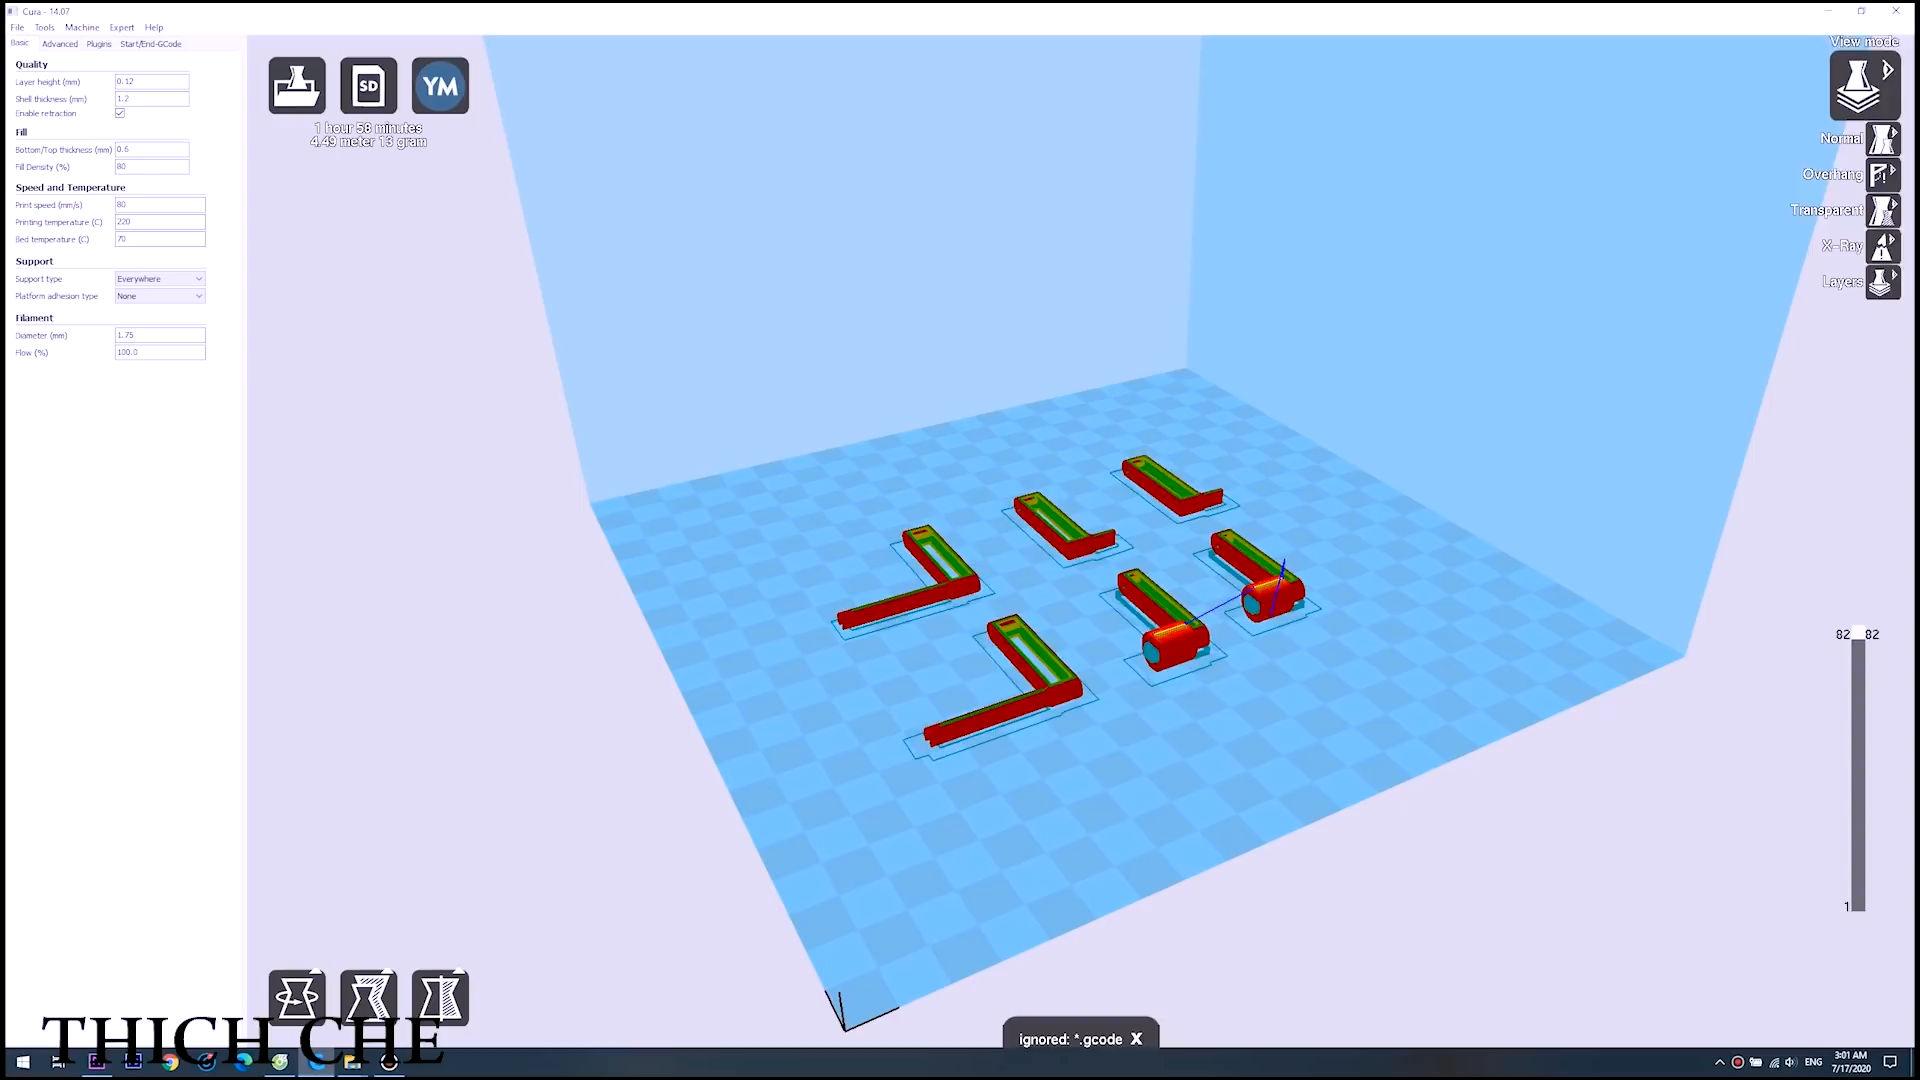 Cura - 14.07
File Tools Machine Expert Help
Basic Advanced Plugins Start/End-GCode
Quality
Layer height (mm) 0.12
Shell thickness (mm) 1.2
Enable retraction
Fill
Bottom/Top thickness (mm) 0.6
Fill Density (%) 80
Speed and Temperature
Print speed (mm/s) 80
Printing temperature (C) 220
Bed temperature (C) 70
Support
Support type Everywhere
Platform adhesion type None
Filament
Diameter (mm) 1.75
Flow (%) 100.0
SD YM
1 hour 58 minutes
4.49 meter 13 gram
View mode
Normal
Overhang
Transparent
X-Ray
Layers
82 82
1
ignored: *.gcode X
THICH CHE
ENG
3:01 AM
7/17/2020